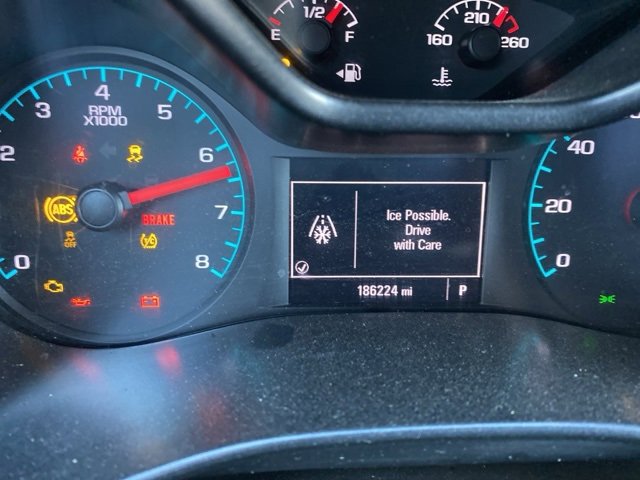 1/2
E F
210
160 260
4
3 RPM 5
X1000
2 6
40
Ice Possible.
Drive
with Care
ABS BRAKE 7 20
OFF
0 8 0
186224 mi P